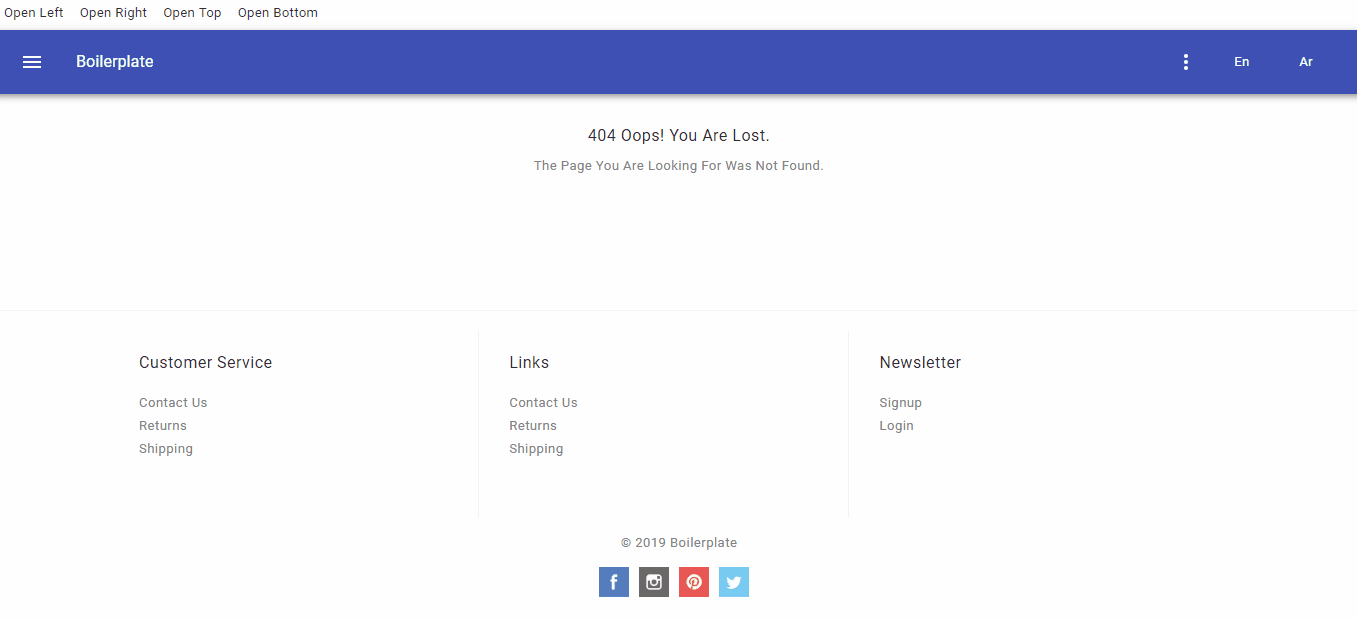 Open Left Open Right Open Top Open Bottom
Boilerplate En Ar
404 Oops! You Are Lost.
The Page You Are Looking For Was Not Found.
Customer Service
Contact Us
Returns
Shipping
Links
Contact Us
Returns
Shipping
Newsletter
Signup
Login
© 2019 Boilerplate